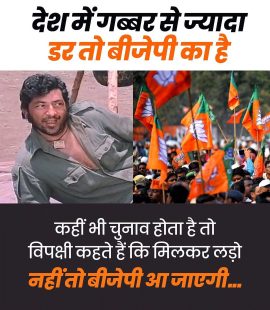 देश में गब्बर से ज्यादा
डर तो बीजेपी का है
कहीं भी चुनाव होता है तो
विपक्षी कहते हैं कि मिलकर लड़ो
नहीं तो बीजेपी आ जाएगी...